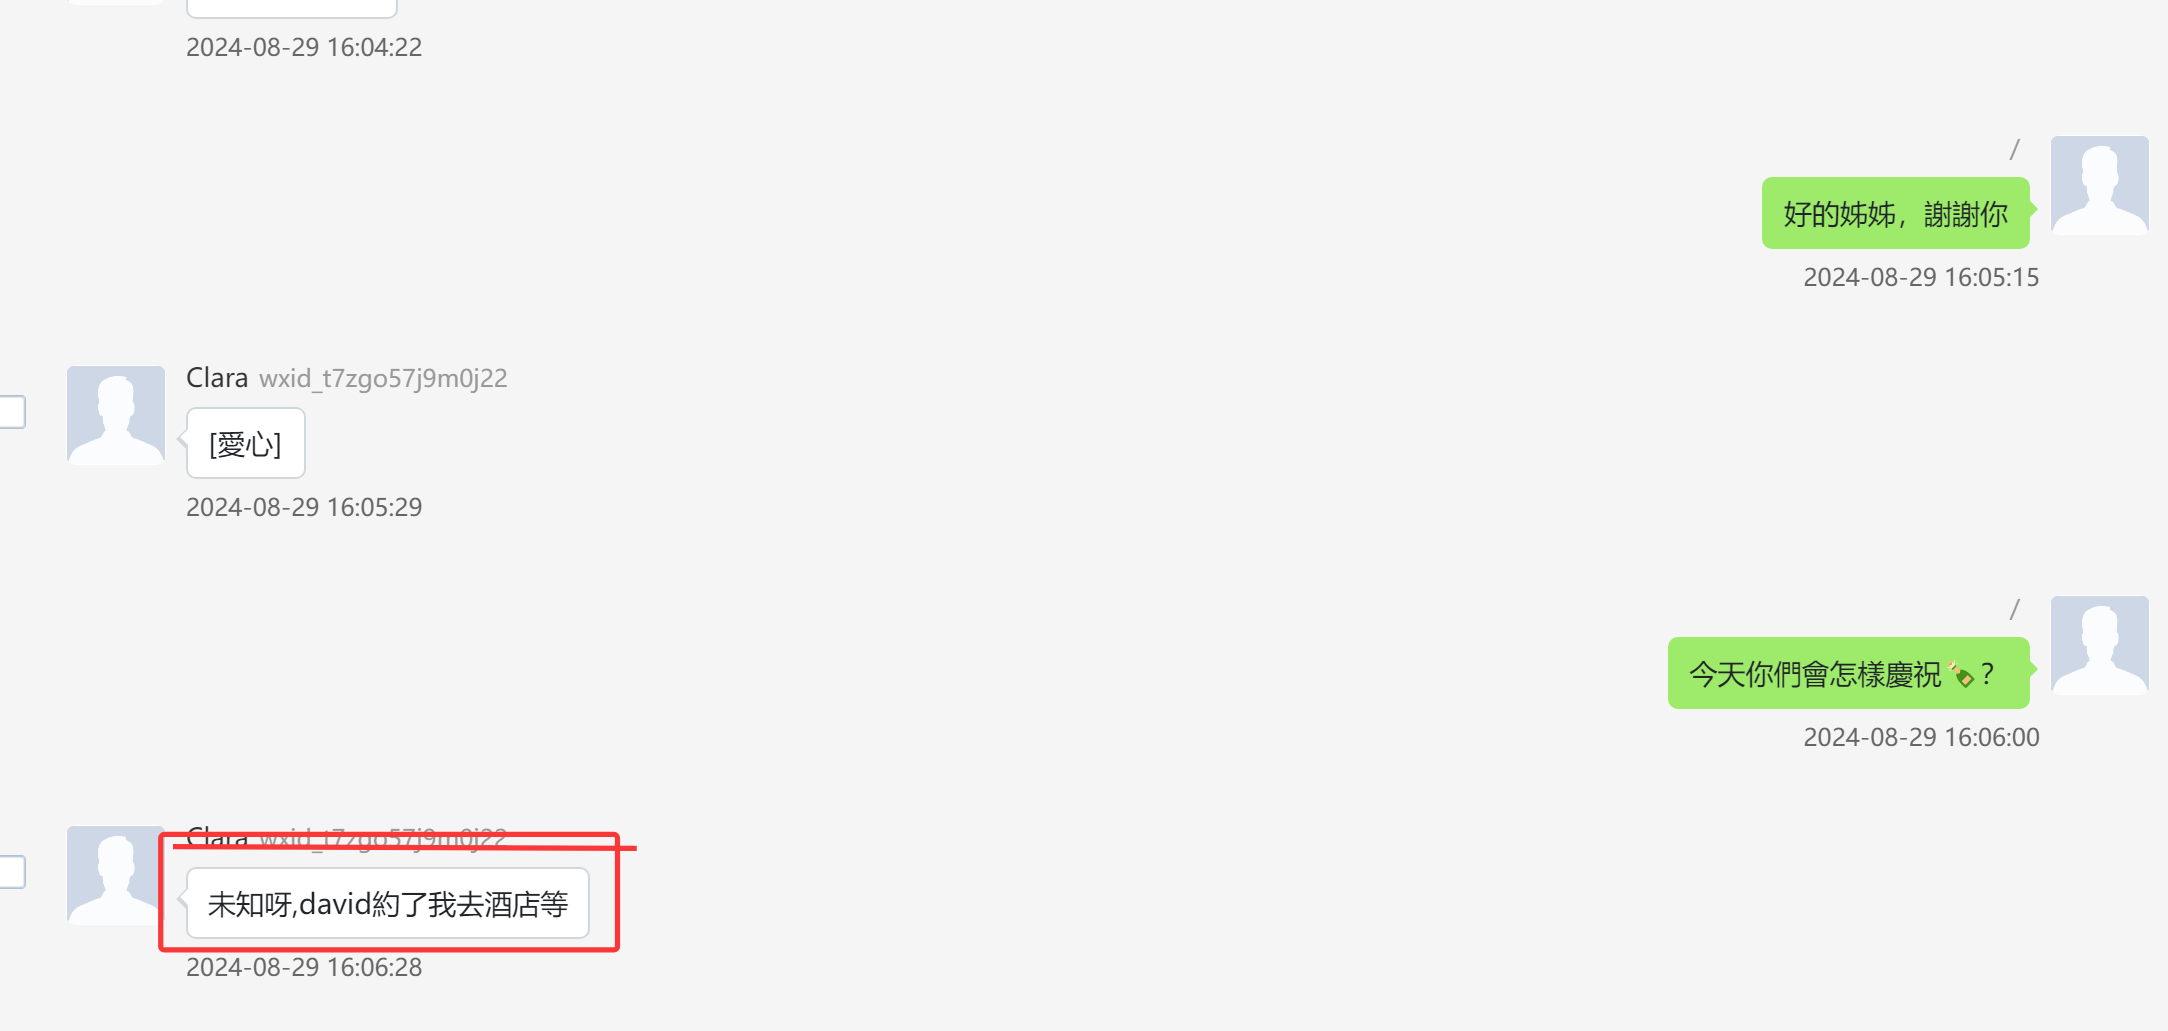 2024-08-29 16:04:22
/
好的姊姊，謝謝你
2024-08-29 16:05:15
Clara wxid_t7zgo57j9m0j22
[愛心]
2024-08-29 16:05:29
/
今天你們會怎樣慶祝🍾？
2024-08-29 16:06:00
Clara wxid_t7zgo57j9m0j22
未知呀,david約了我去酒店等
2024-08-29 16:06:28